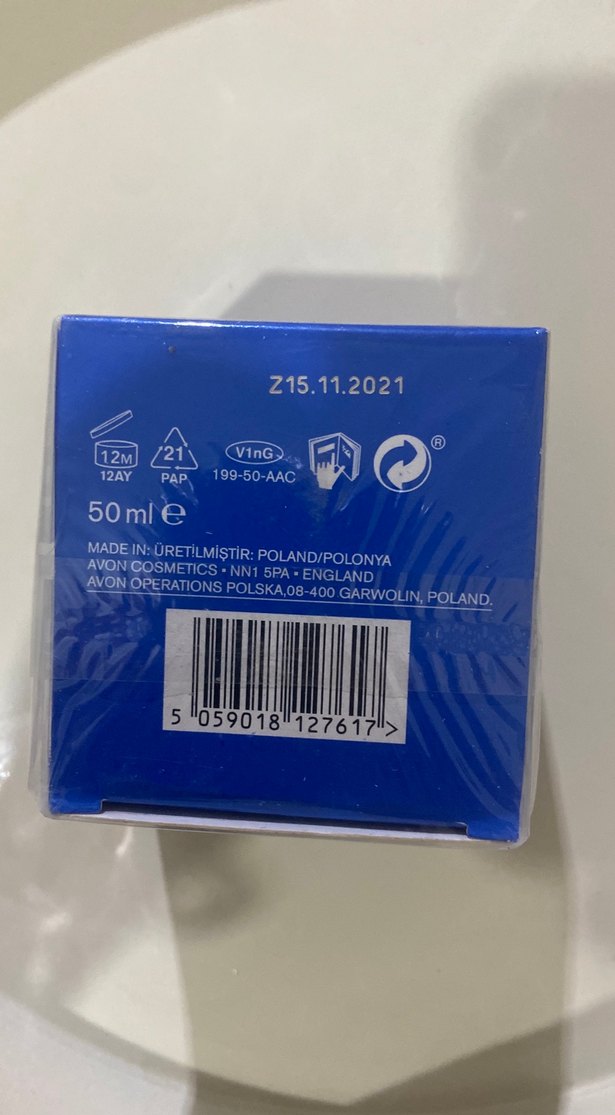 Z15.11.2021
12M
12AY
21
PAP
V1nG
199-50-AAC
®
50 ml ℮
MADE IN: ÜRETİLMİŞTİR: POLAND/POLONYA
AVON COSMETICS ▪ NN1 5PA ▪ ENGLAND
AVON OPERATIONS POLSKA,08-400 GARWOLIN, POLAND.
5 059018 127617 >